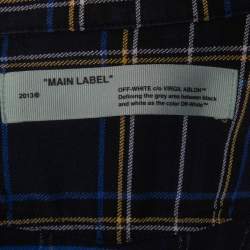 "MAIN LABEL"
2013®
OFF-WHITE c/o VIRGIL ABLOH™
Defining the grey area between black
and white as the color Off-White™